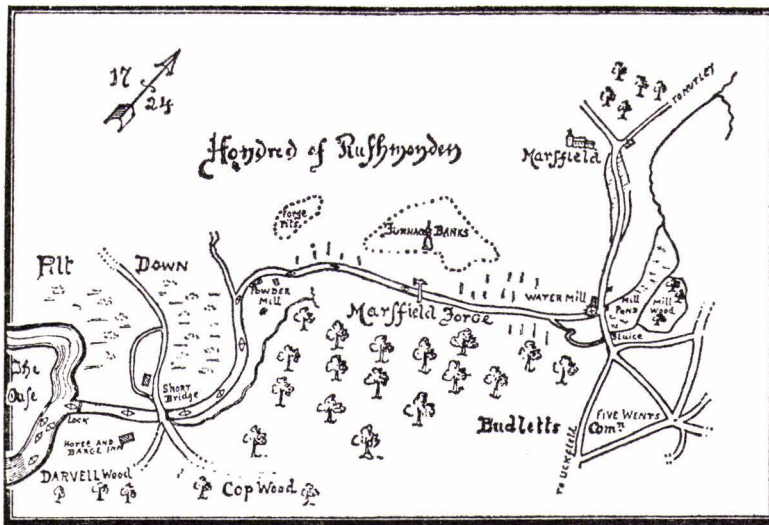 17
24
Hondred of Rushmonden
TO NUTLEY
Marsfield
Forge
Pits
FURNACE BANKS
Pilt DOWN
POWDER
Mill
WATER MILL
Mill
POND
Mill
Wood
Marsfield Forge
Sluice
The
Ouse
SHORT
Bridge
Lock
HORSE AND
BARGE INN
Budletts
FIVE WENTS
Comn
TO UCKFIELD
DARVELL Wood
Cop Wood